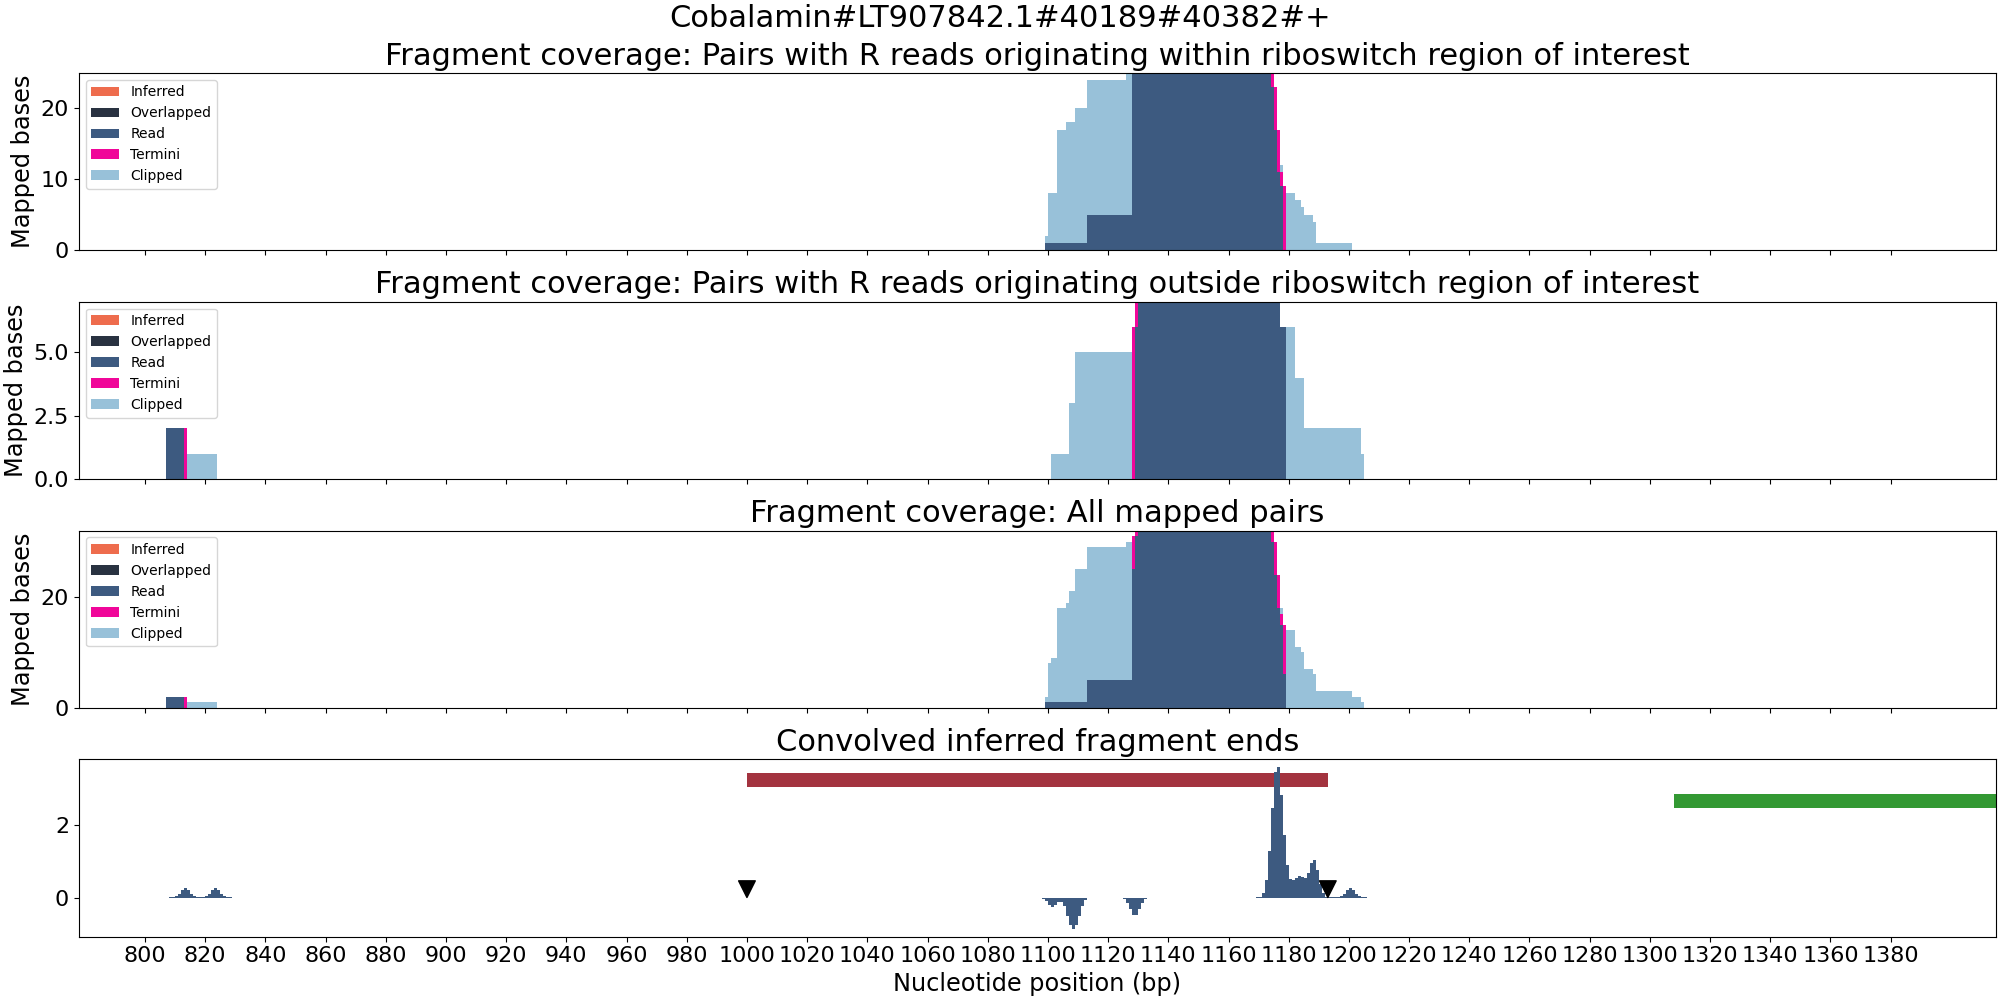 Cobalamin#LT907842.1#40189#40382#+
Fragment coverage: Pairs with R reads originating within riboswitch region of interest
Mapped bases
20
10
0
Inferred
Overlapped
Read
Termini
Clipped
Fragment coverage: Pairs with R reads originating outside riboswitch region of interest
Mapped bases
5.0
2.5
0.0
Inferred
Overlapped
Read
Termini
Clipped
Fragment coverage: All mapped pairs
Mapped bases
20
0
Inferred
Overlapped
Read
Termini
Clipped
Convolved inferred fragment ends
2
0
800 820 840 860 880 900 920 940 960 980 1000 1020 1040 1060 1080 1100 1120 1140 1160 1180 1200 1220 1240 1260 1280 1300 1320 1340 1360 1380
Nucleotide position (bp)